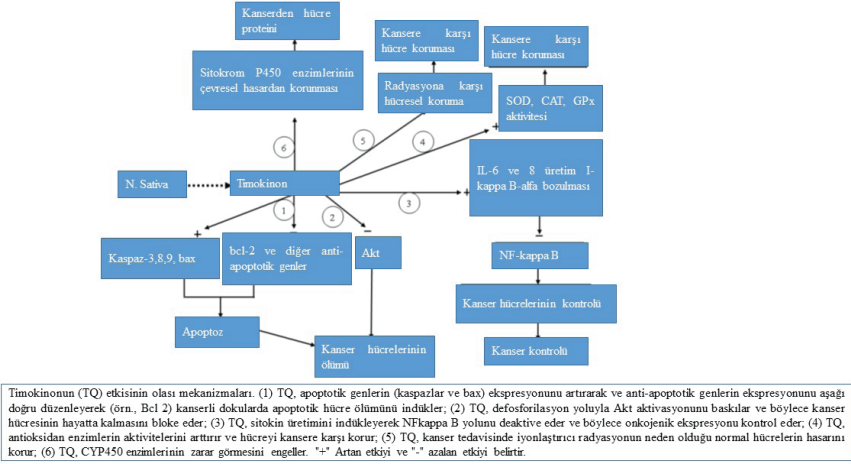 Kanserden hücre
proteini
Kansere karşı
hücre koruması
Kansere karşı
hücre koruması
Sitokrom P450 enzimlerinin
çevresel hasardan korunması
Radyasyona karşı
hücresel koruma
SOD, CAT, GPx
aktivitesi
+
5
4
6
IL-6 ve 8 üretim I-
kappa B-alfa bozulması
N. Sativa
Timokinon
+
3
1
2
+
-
-
-
Kaspaz-3,8,9, bax
bcl-2 ve diğer anti-
apoptotik genler
Akt
NF-kappa B
Kanser hücrelerinin kontrolü
Apoptoz
Kanser hücrelerinin
ölümü
Kanser kontrolü
Timokinonun (TQ) etkisinin olası mekanizmaları. (1) TQ, apoptotik genlerin (kaspazlar ve bax) ekspresyonunu artırarak ve anti-apoptotik genlerin ekspresyonunu aşağı
doğru düzenleyerek (örn., Bcl 2) kanserli dokularda apoptotik hücre ölümünü indükler; (2) TQ, defosforilasyon yoluyla Akt aktivasyonunu baskılar ve böylece kanser
hücresinin hayatta kalmasını bloke eder; (3) TQ, sitokin üretimini indükleyerek NFkappa B yolunu deaktive eder ve böylece onkojenik ekspresyonu kontrol eder; (4) TQ,
antioksidan enzimlerin aktivitelerini arttırır ve hücreyi kansere karşı korur; (5) TQ, kanser tedavisinde iyonlaştırıcı radyasyonun neden olduğu normal hücrelerin hasarını
korur; (6) TQ, CYP450 enzimlerinin zarar görmesini engeller. "+" Artan etkiyi ve "-" azalan etkiyi belirtir.